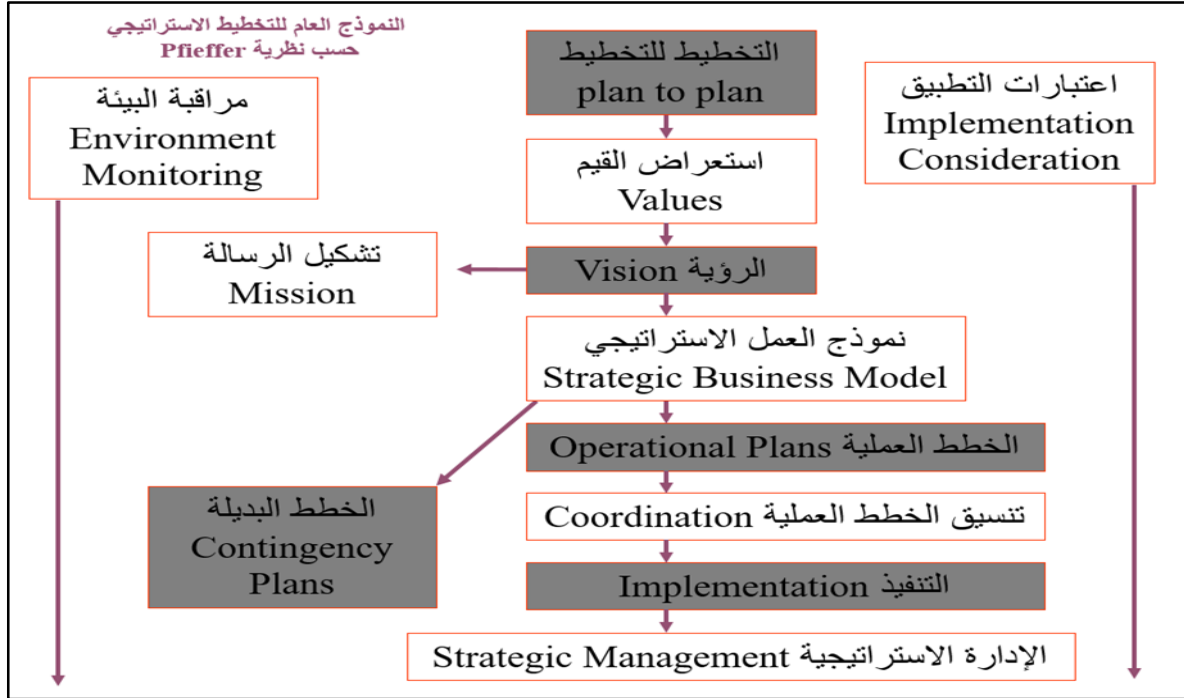 النموذج العام للتخطيط الاستراتيجي
حسب نظرية Pfieffer
التخطيط للتخطيط
plan to plan
مراقبة البيئة
Environment
Monitoring
اعتبارات التطبيق
Implementation
Consideration
استعراض القيم
Values
الرؤية Vision
تشكيل الرسالة
Mission
نموذج العمل الاستراتيجي
Strategic Business Model
الخطط العملية Operational Plans
الخطط البديلة
Contingency
Plans
تنسيق الخطط العملية Coordination
التنفيذ Implementation
الإدارة الاستراتيجية Strategic Management